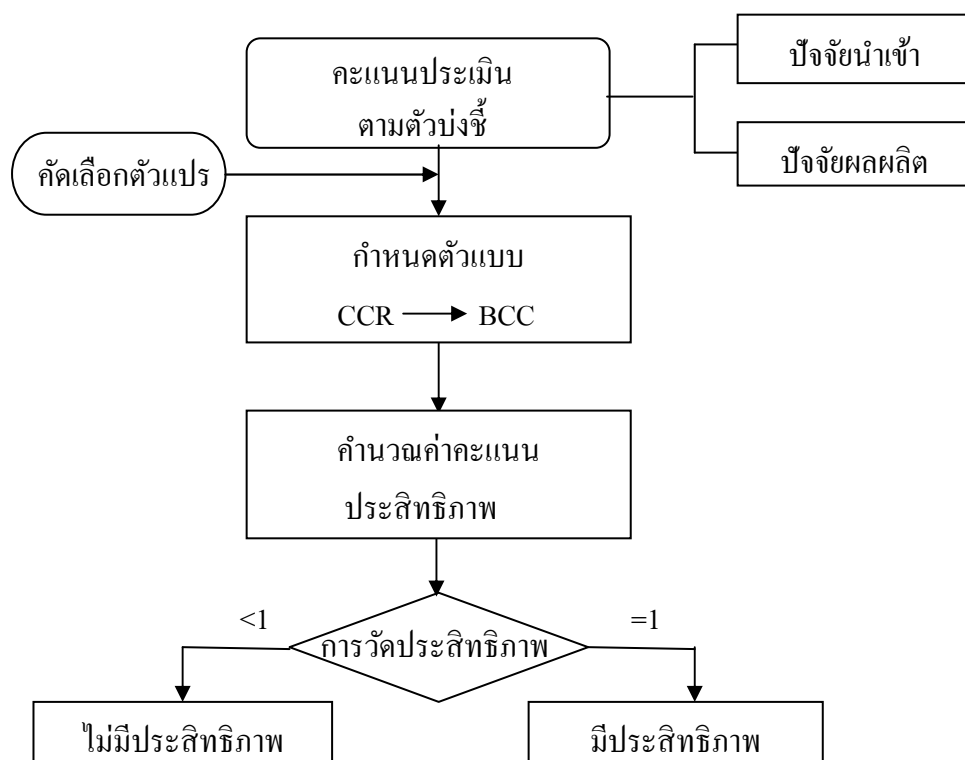 คะแนนประเมิน
ตามตัวบ่งชี้
ปัจจัยนำเข้า
ปัจจัยผลผลิต
คัดเลือกตัวแปร
กำหนดตัวแบบ
CCR BCC
คำนวณค่าคะแนน
ประสิทธิภาพ
<1
=1
การวัดประสิทธิภาพ
ไม่มีประสิทธิภาพ
มีประสิทธิภาพ